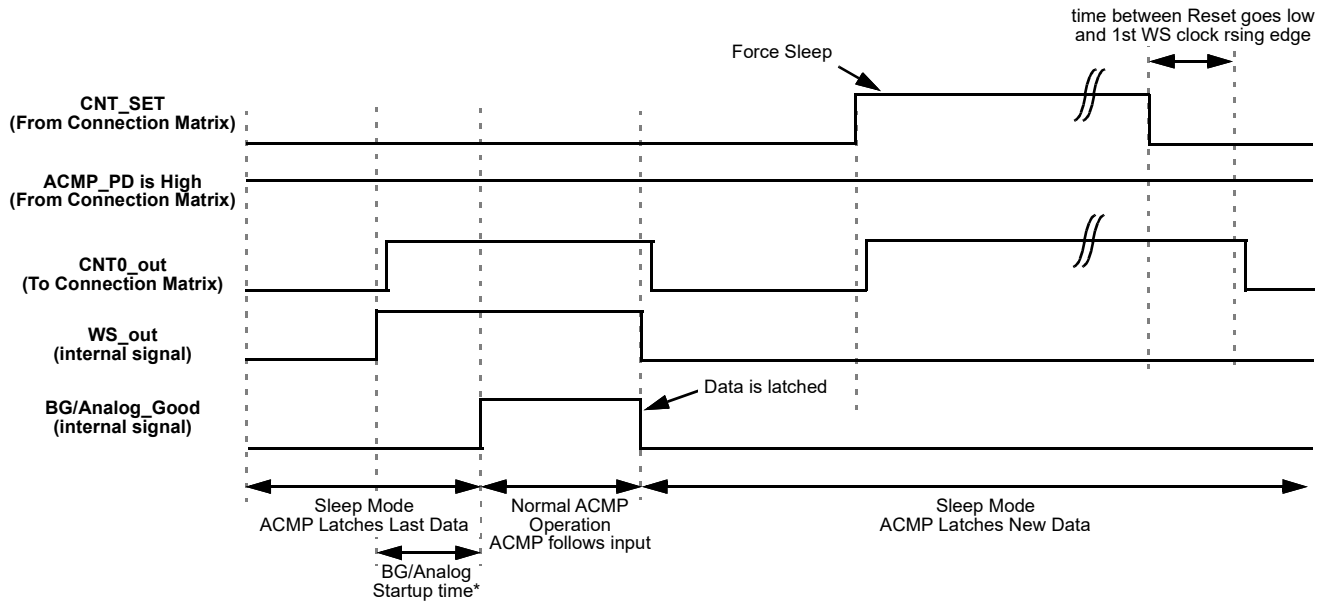 time between Reset goes low
and 1st WS clock rsing edge
Force Sleep
CNT_SET
(From Connection Matrix)
ACMP_PD is High
(From Connection Matrix)
CNT0_out
(To Connection Matrix)
WS_out
(internal signal)
Data is latched
BG/Analog_Good
(internal signal)
Sleep Mode
ACMP Latches Last Data
Normal ACMP
Operation
ACMP follows input
Sleep Mode
ACMP Latches New Data
BG/Analog
Startup time*